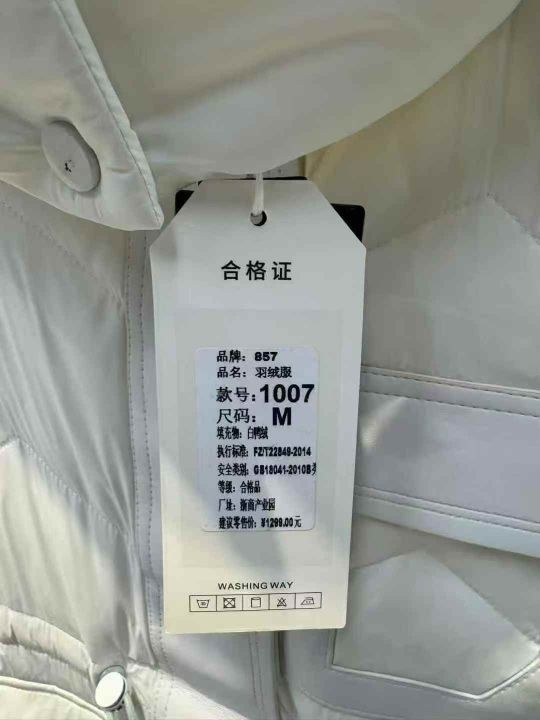 合格证
品牌：857
品名：羽绒服
款号：1007
尺码：M
填充物：白鸭绒
执行标准：FZ/T22849-2014
安全类别：GB18041-2010B类
等级：合格品
厂址：浙商产业园
建议零售价：¥1299.00元
WASHING WAY